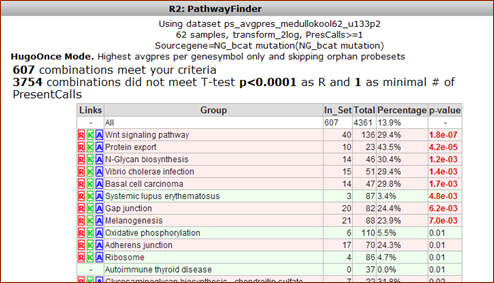 R2: PathwayFinder
Using dataset ps_avgpres_medullokool62_u133p2
62 samples, transform_2log, PresCalls>=1
Sourcegene=NG_bcat mutation(NG_bcat mutation)
HugoOnce Mode. Highest avgpres per genesymbol only and skipping orphan probesets
607 combinations meet your criteria
3754 combinations did not meet T-test p<0.0001 as R and 1 as minimal # of
PresentCalls
Links Group In_Set Total Percentage p-value
- All 607 4361 13.9%
R K A Wnt signaling pathway 40 136 29.4% 1.8e-07
R K A Protein export 10 23 43.5% 4.2e-05
R K A N-Glycan biosynthesis 14 46 30.4% 1.2e-03
R K A Vibrio cholerae infection 15 51 29.4% 1.4e-03
R K A Basal cell carcinoma 14 47 29.8% 1.7e-03
R K A Systemic lupus erythematosus 3 87 3.4% 4.8e-03
R K A Gap junction 20 82 24.4% 6.2e-03
R K A Melanogenesis 21 88 23.9% 7.0e-03
R K A Oxidative phosphorylation 6 110 5.5% 0.01
R K A Adherens junction 17 70 24.3% 0.01
R K A Ribosome 4 86 4.7% 0.01
- Autoimmune thyroid disease 0 37 0.0% 0.01
R K A Glycosaminoglycan biosynthesis - chondroitin sulfate 7 22 31.8% 0.02